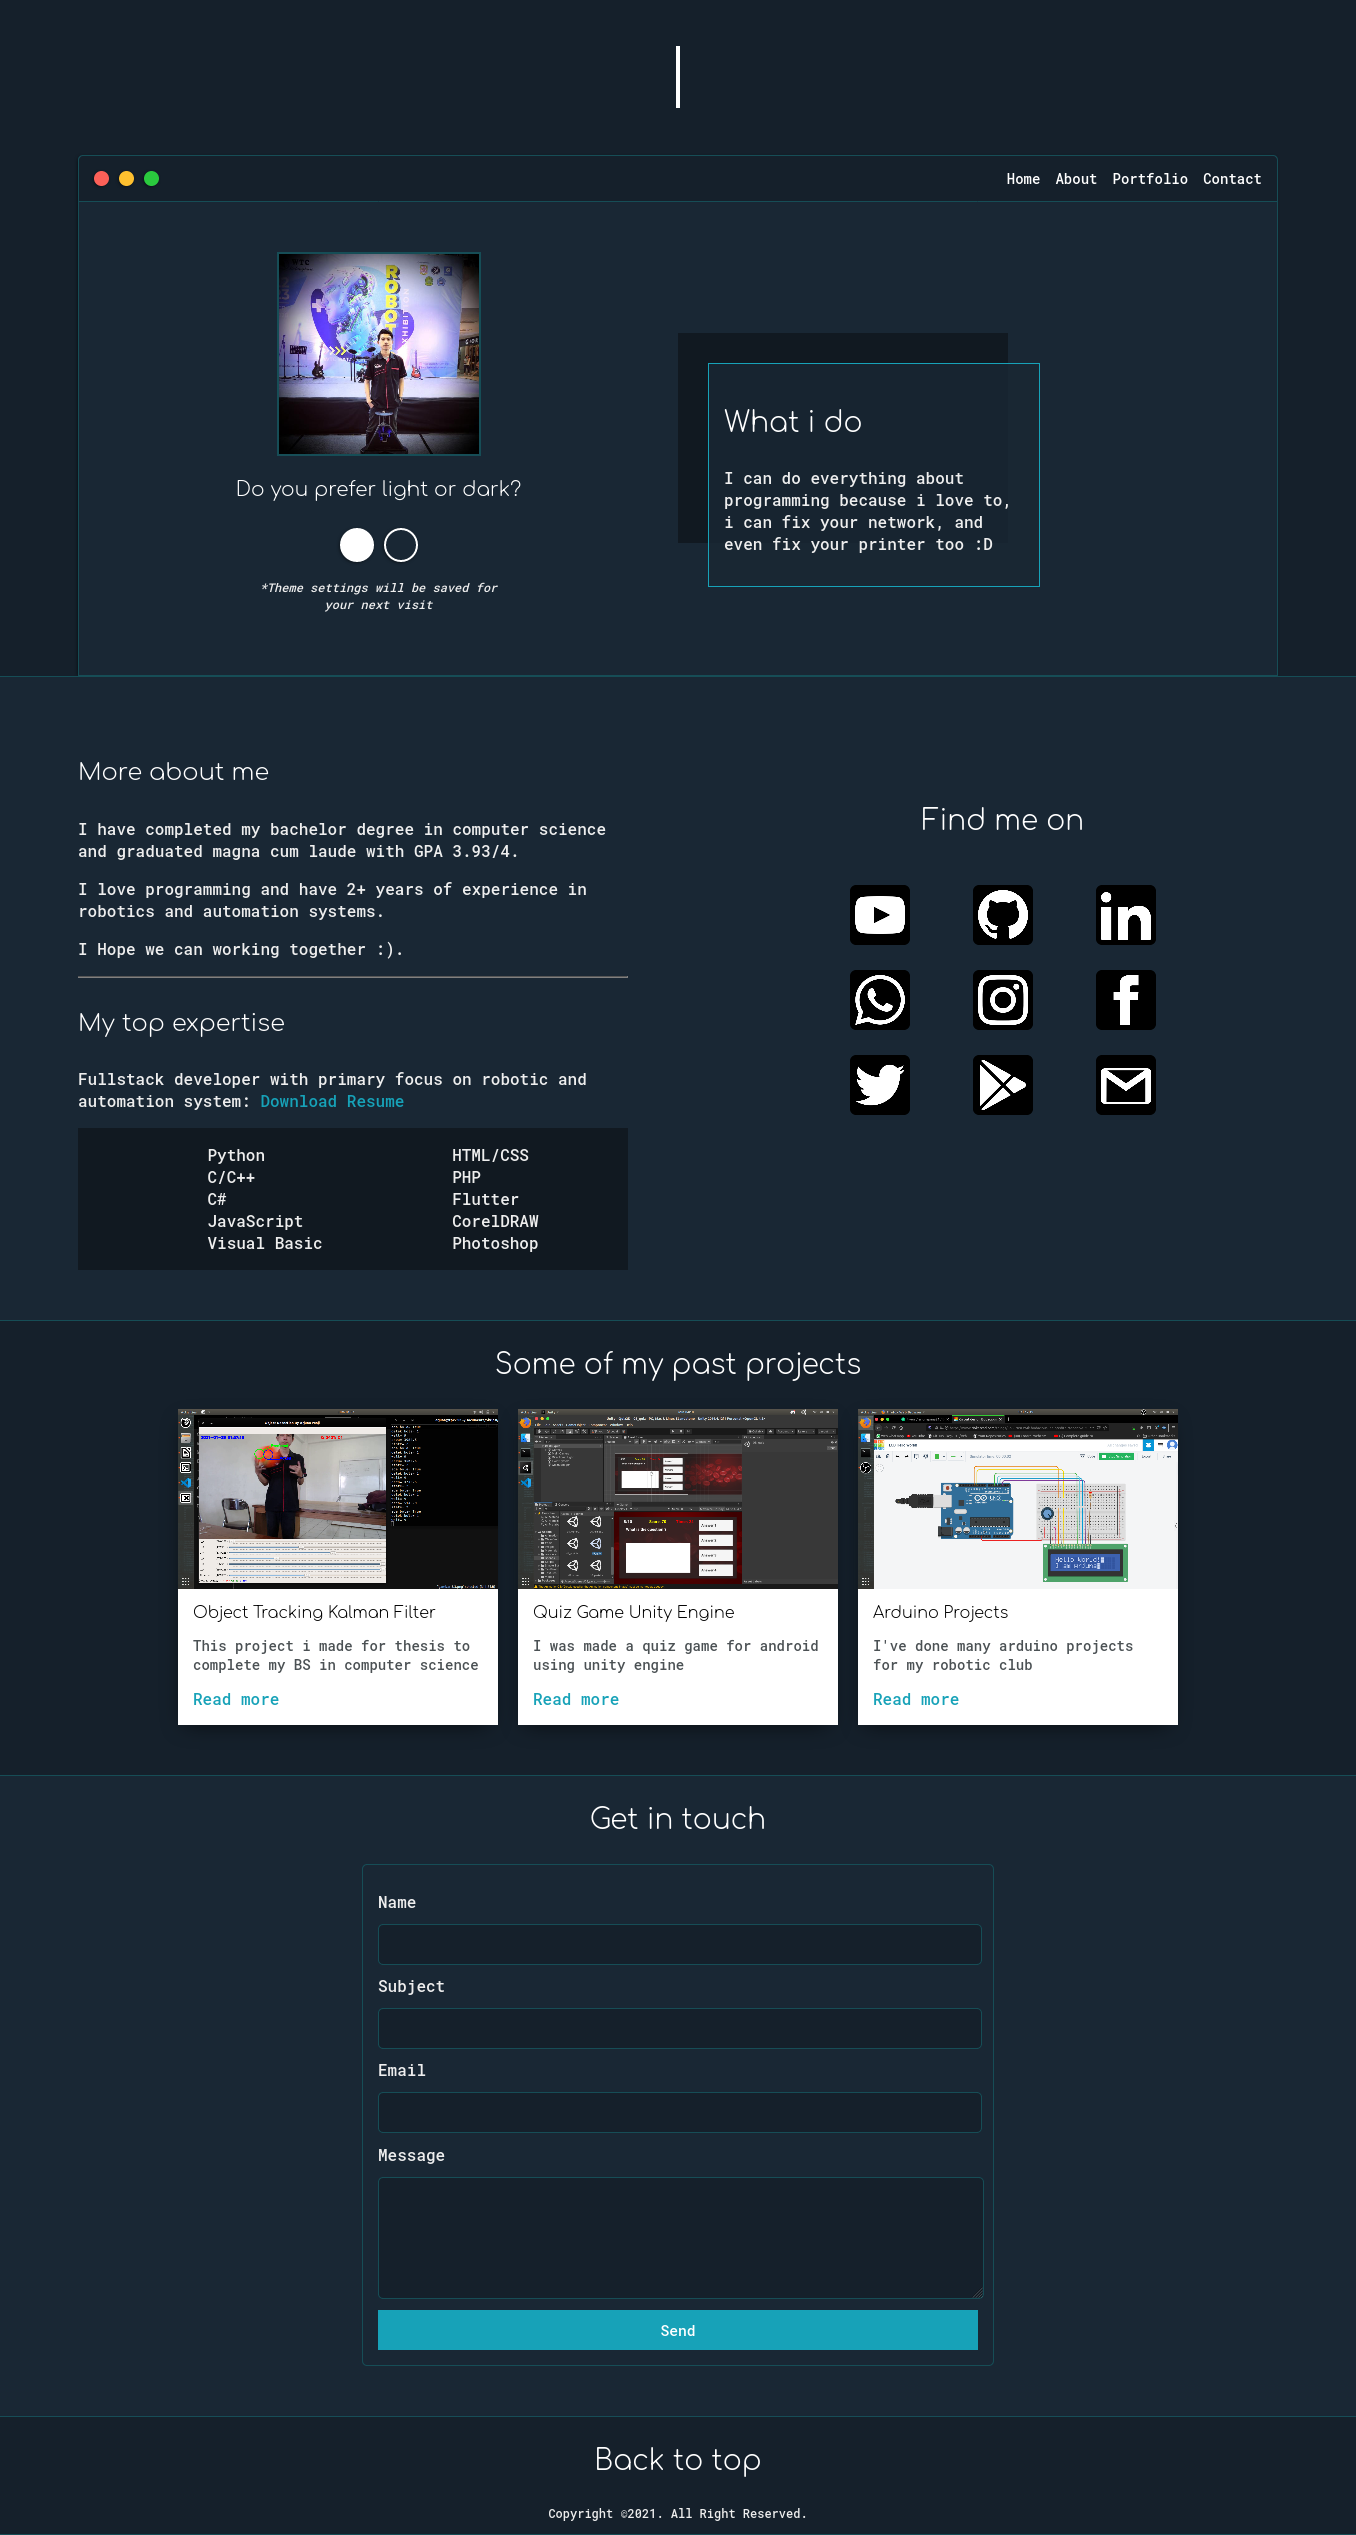 Home About Portfolio Contact
ROBOT
Do you prefer light or dark?
*Theme settings will be saved for
your next visit
What i do
I can do everything about
programming because i love to,
i can fix your network, and
even fix your printer too :D
More about me
I have completed my bachelor degree in computer science
and graduated magna cum laude with GPA 3.93/4.
I love programming and have 2+ years of experience in
robotics and automation systems.
I Hope we can working together :).
My top expertise
Fullstack developer with primary focus on robotic and
automation system: Download Resume
Python
C/C++
C#
JavaScript
Visual Basic
HTML/CSS
PHP
Flutter
CorelDRAW
Photoshop
Find me on
Some of my past projects
Object Tracking Kalman Filter
This project i made for thesis to
complete my BS in computer science
Read more
What is the question?
Quiz Game Unity Engine
I was made a quiz game for android
using unity engine
Read more
Hello World!
Arduino Projects
I've done many arduino projects
for my robotic club
Read more
Get in touch
Name
Subject
Email
Message
Send
Back to top
Copyright ©2021. All Right Reserved.